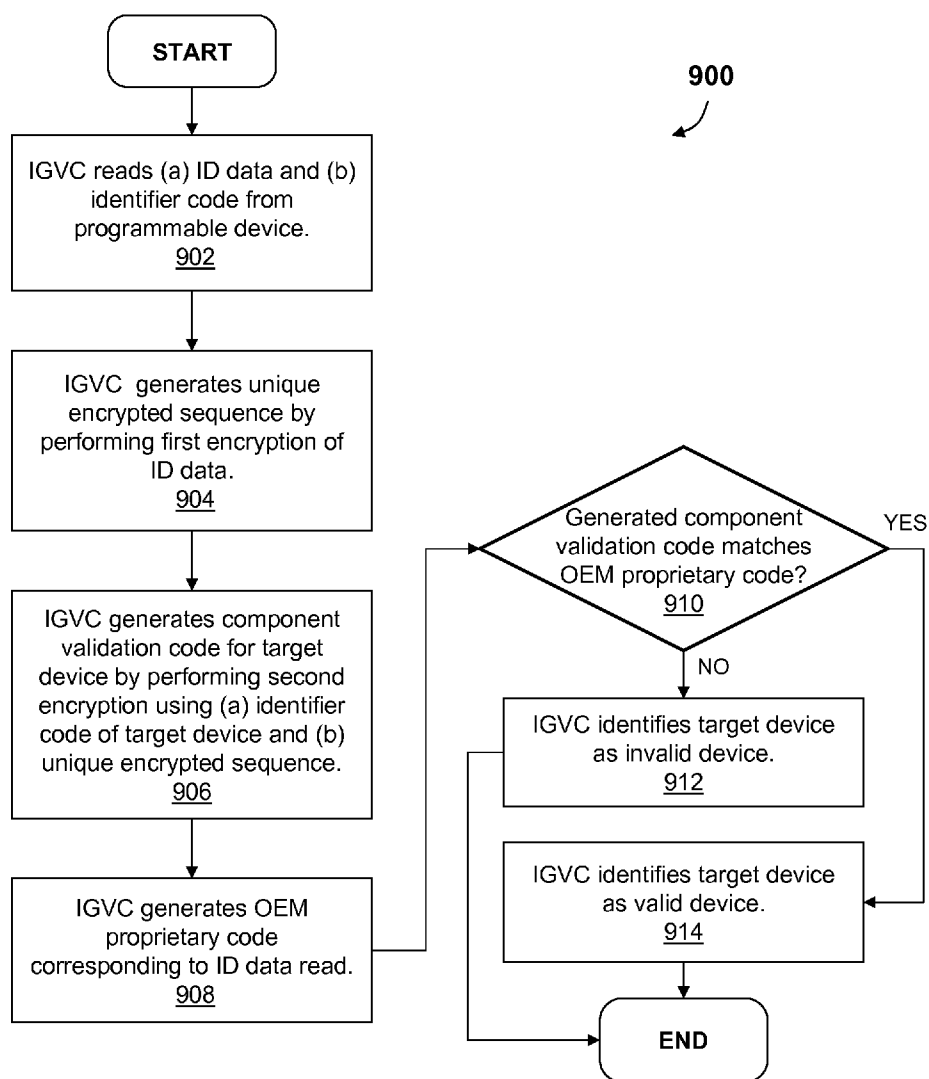 START
900
IGVC reads (a) ID data and (b)
identifier code from
programmable device.
902
IGVC generates unique
encrypted sequence by
performing first encryption of
ID data.
904
IGVC generates component
validation code for target
device by performing second
encryption using (a) identifier
code of target device and (b)
unique encrypted sequence.
906
IGVC generates OEM
proprietary code
corresponding to ID data read.
908
Generated component
validation code matches
OEM proprietary code?
910
YES
NO
IGVC identifies target device
as invalid device.
912
IGVC identifies target device
as valid device.
914
END